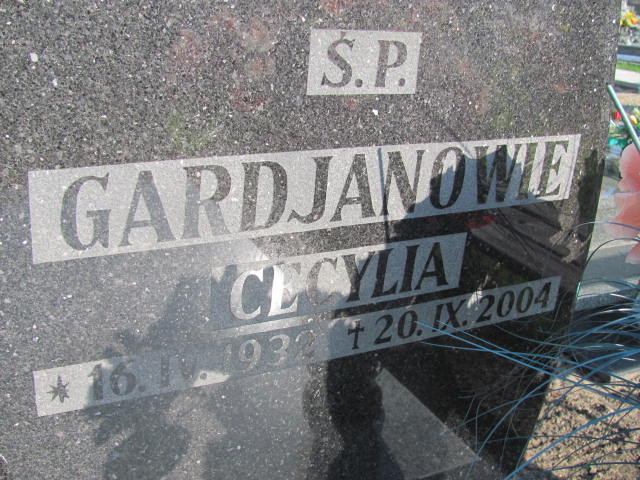 Ś.P.
GARDJANOWIE
CECYLIA
* 16. IV. 1932 † 20. IX. 2004